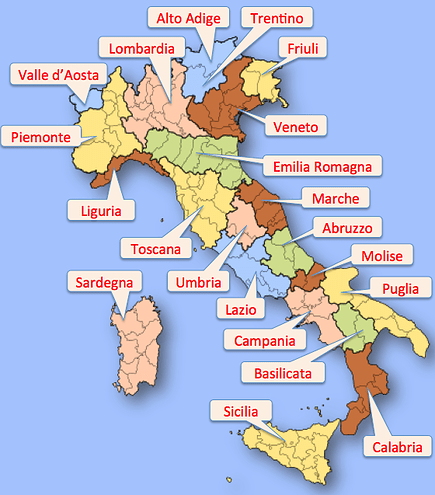 Alto Adige
Trentino
Lombardia
Friuli
Valle d'Aosta
Veneto
Piemonte
Emilia Romagna
Marche
Liguria
Abruzzo
Toscana
Molise
Sardegna
Umbria
Puglia
Lazio
Campania
Basilicata
Sicilia
Calabria